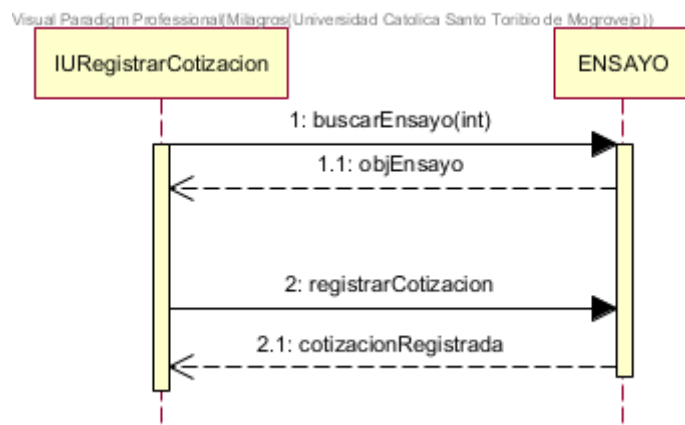 Visual Paradigm Professional(Milagros(Universidad Catolica Santo Toribio de Mogrovejo))
IURegistrarCotizacion
ENSAYO
1: buscarEnsayo(int)
1.1: objEnsayo
2: registrarCotizacion
2.1: cotizacionRegistrada